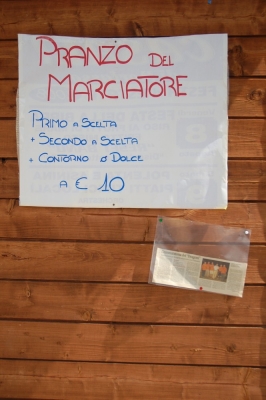 PRANZO DEL
MARCIATORE
PRIMO A SCELTA
+ SECONDO A SCELTA
+ CONTORNO O DOLCE
A € 10